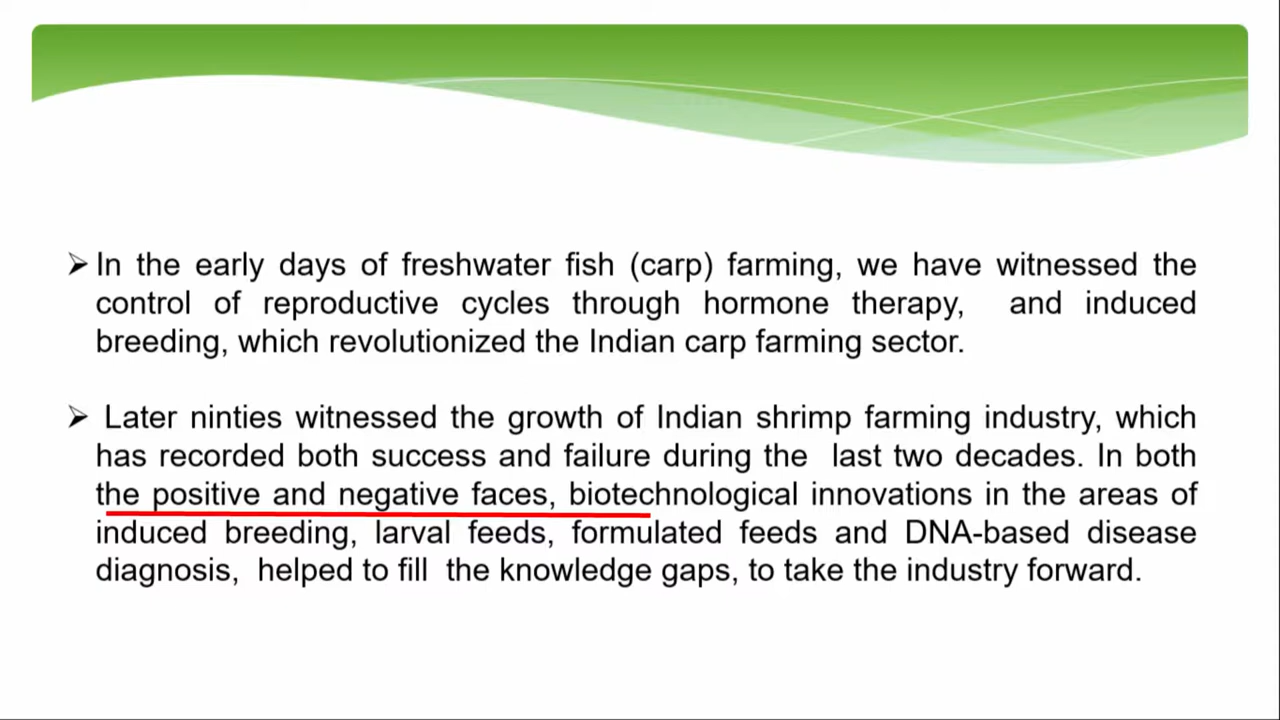 ➢ In the early days of freshwater fish (carp) farming, we have witnessed the
control of reproductive cycles through hormone therapy, and induced
breeding, which revolutionized the Indian carp farming sector.
➢ Later ninties witnessed the growth of Indian shrimp farming industry, which
has recorded both success and failure during the last two decades. In both
the positive and negative faces, biotechnological innovations in the areas of
induced breeding, larval feeds, formulated feeds and DNA-based disease
diagnosis, helped to fill the knowledge gaps, to take the industry forward.